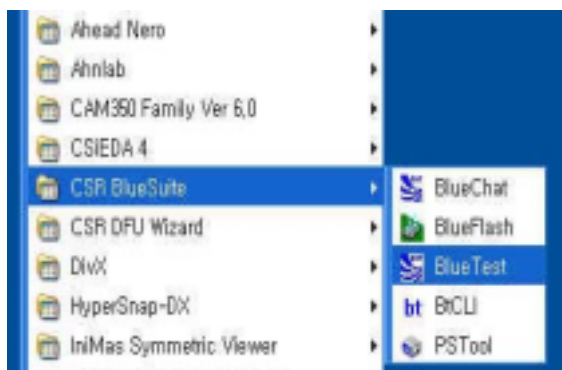 Ahead Nero
Ahnlab
CAM350 Family Ver 6,0
CSiEDA 4
CSR BlueSuite
CSR DFU Wizard
DivX
HyperSnap-DX
IniMas Symmetric Viewer
BlueChat
BlueFlash
BlueTest
bt BtCLI
PSTool